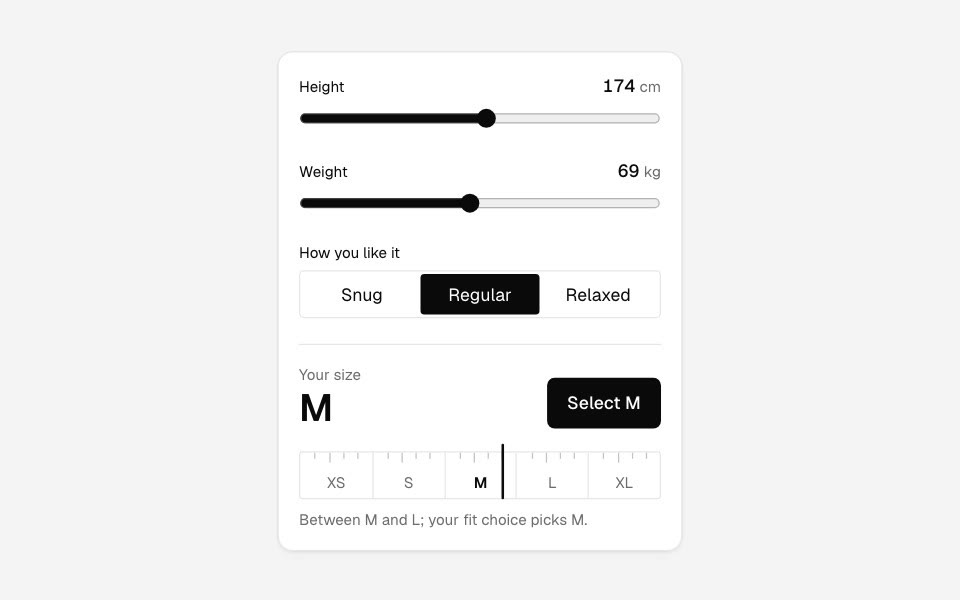 Height 174 cm
Weight 69 kg
How you like it
Snug Regular Relaxed
Your size
M
Select M
XS S M L XL
Between M and L; your fit choice picks M.